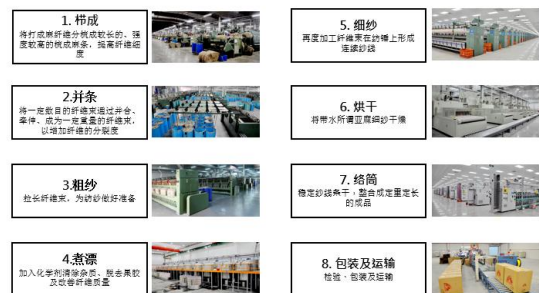 1. 栉成
将打成麻纤维分梳成较长的、强
度较高的梳成麻条、提高纤维细
度
2.并条
将一定数目的纤维束通过并合、
牵伸、成为一定重量的纤维束，
以增加纤维的分裂度
3.粗纱
拉长纤维束，为纺纱做好准备
4.煮漂
加入化学剂清除杂质、脱去果胶
及改善纤维质量
5. 细纱
再度加工纤维束在纺锤上形成
连续纱线
6. 烘干
将带水所谓亚麻细纱干燥
7. 络筒
稳定纱线条干，整合成定重定长
的成品
8. 包装及运输
检验、包装及运输